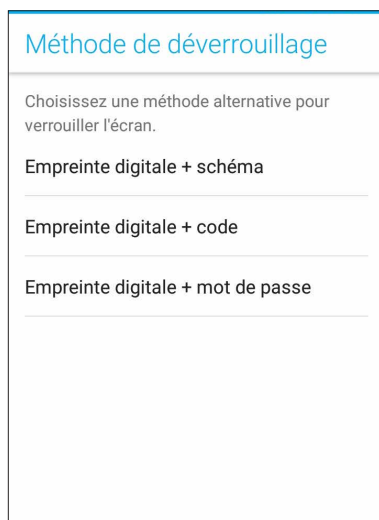 Méthode de déverrouillage
Choisissez une méthode alternative pour
verrouiller l'écran.
Empreinte digitale + schéma
Empreinte digitale + code
Empreinte digitale + mot de passe